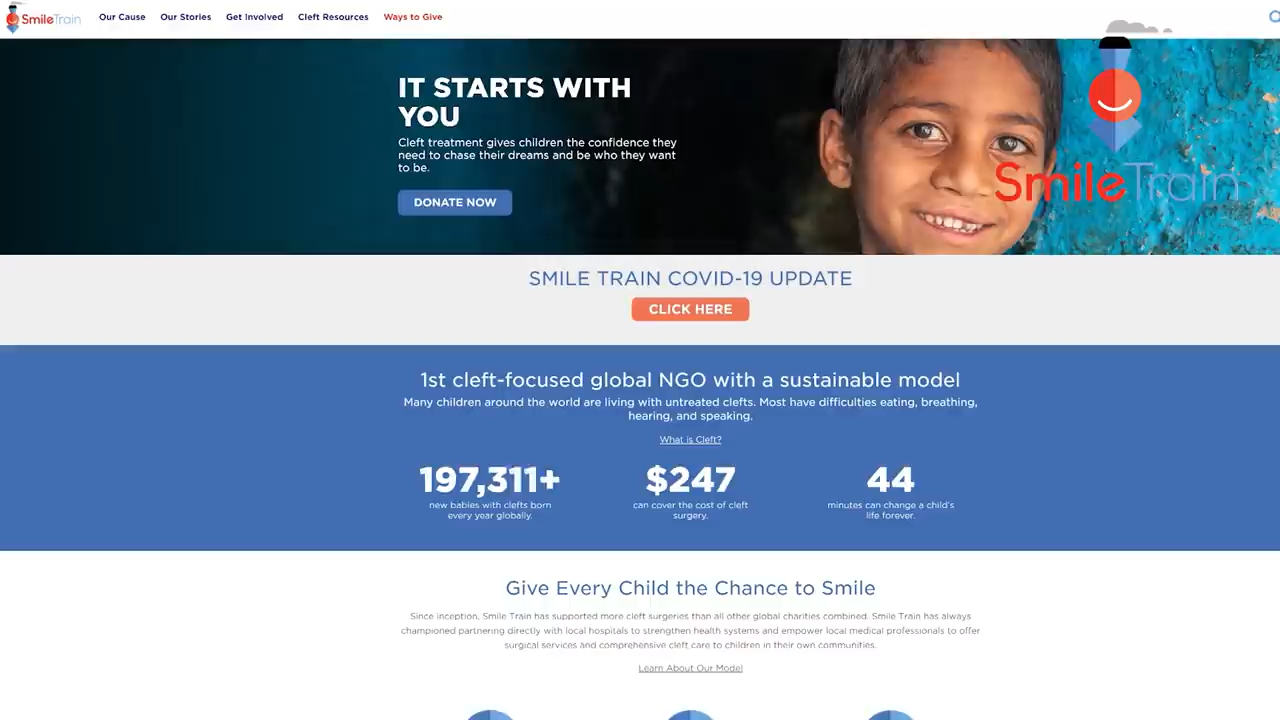 SmileTrain
Our Cause
Our Stories
Get Involved
Cleft Resources
Ways to Give
IT STARTS WITH
YOU
Cleft treatment gives children the confidence they
need to chase their dreams and be who they want
to be.
DONATE NOW
SmileTrain
SMILE TRAIN COVID-19 UPDATE
CLICK HERE
1st cleft-focused global NGO with a sustainable model
Many children around the world are living with untreated clefts. Most have difficulties eating, breathing,
hearing, and speaking.
What is Cleft?
197,311+
new babies with clefts born
every year globally.
$247
can cover the cost of cleft
surgery.
44
minutes can change a child's
life forever.
Give Every Child the Chance to Smile
Since inception, Smile Train has supported more cleft surgeries than all other global charities combined. Smile Train has always
championed partnering directly with local hospitals to strengthen health systems and empower local medical professionals to offer
surgical services and comprehensive cleft care to children in their own communities.
Learn About Our Model